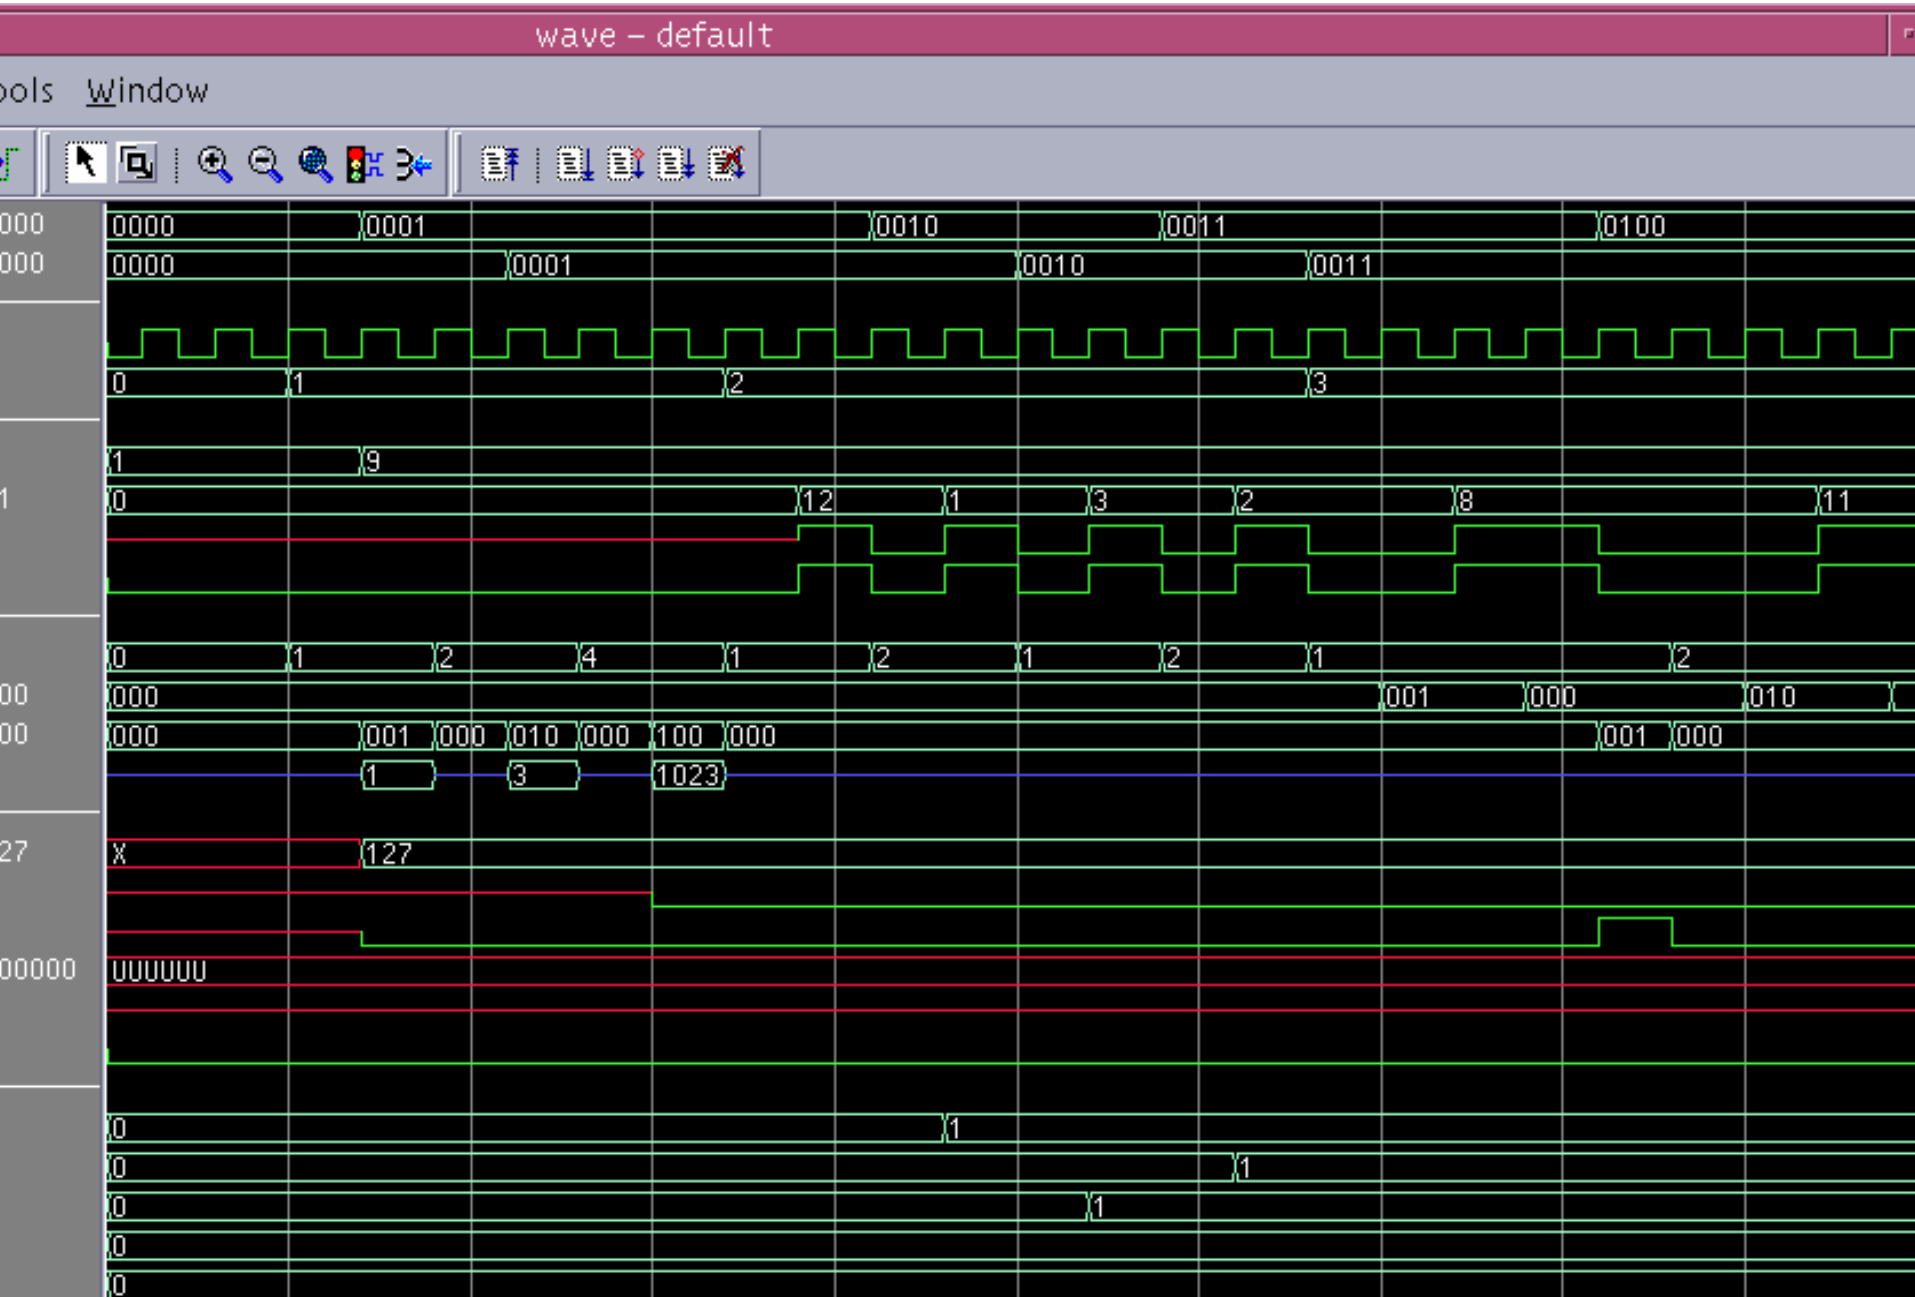 wave – default
ools Window
000 0000 0001 0010 0011 0100
000 0000 0001 0010 0011
0 1 2 3
1 9
1 0 12 1 3 2 8 11
0 1 2 4 1 2 1 2 1 2
00 000 001 000 010
00 000 001 000 010 000 100 000 001 000
1 3 1023
27 X 127
00000 UUUUUU
0 1
0 1
0 1
0
0